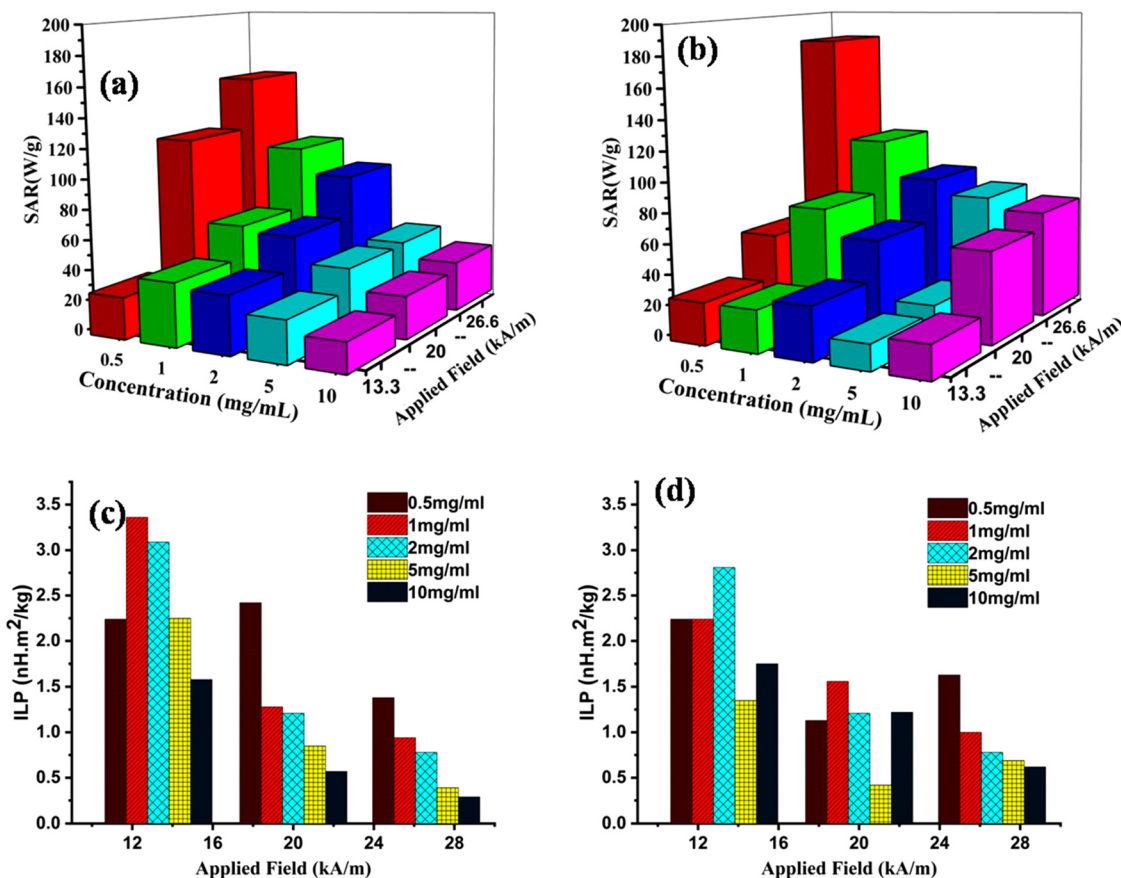 (a)
200
180
160
140
120
100
80
60
40
20
0
SAR(W/g)
0.5
1
2
5
10
Concentration (mg/mL)
13.3
--
20
--
26.6
Applied Field (kA/m)
(b)
200
180
160
140
120
100
80
60
40
20
0
SAR(W/g)
0.5
1
2
5
10
Concentration (mg/mL)
13.3
--
20
--
26.6
Applied Field (kA/m)
(c)
3.5
3.0
2.5
2.0
1.5
1.0
0.5
0.0
ILP (nH.m²/kg)
0.5mg/ml
1mg/ml
2mg/ml
5mg/ml
10mg/ml
12
16
20
24
28
Applied Field (kA/m)
(d)
3.5
3.0
2.5
2.0
1.5
1.0
0.5
0.0
ILP (nH.m²/kg)
0.5mg/ml
1mg/ml
2mg/ml
5mg/ml
10mg/ml
12
16
20
24
28
Applied Field (kA/m)